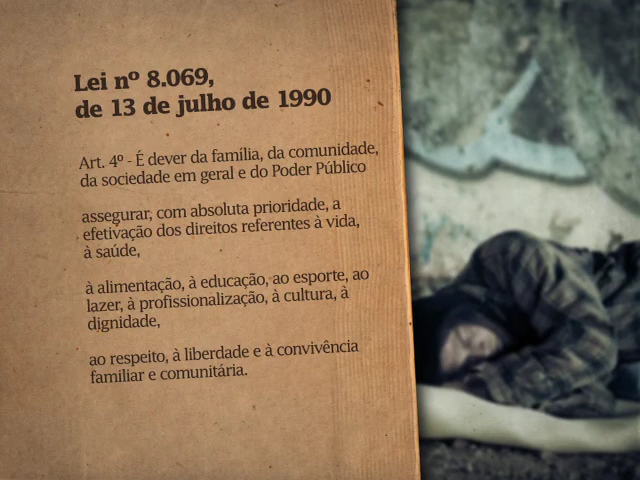 Lei nº 8.069,
de 13 de julho de 1990
Art. 4º - É dever da família, da comunidade,
da sociedade em geral e do Poder Público
assegurar, com absoluta prioridade, a
efetivação dos direitos referentes à vida,
à saúde,
à alimentação, à educação, ao esporte, ao
lazer, à profissionalização, à cultura, à
dignidade,
ao respeito, à liberdade e à convivência
familiar e comunitária.